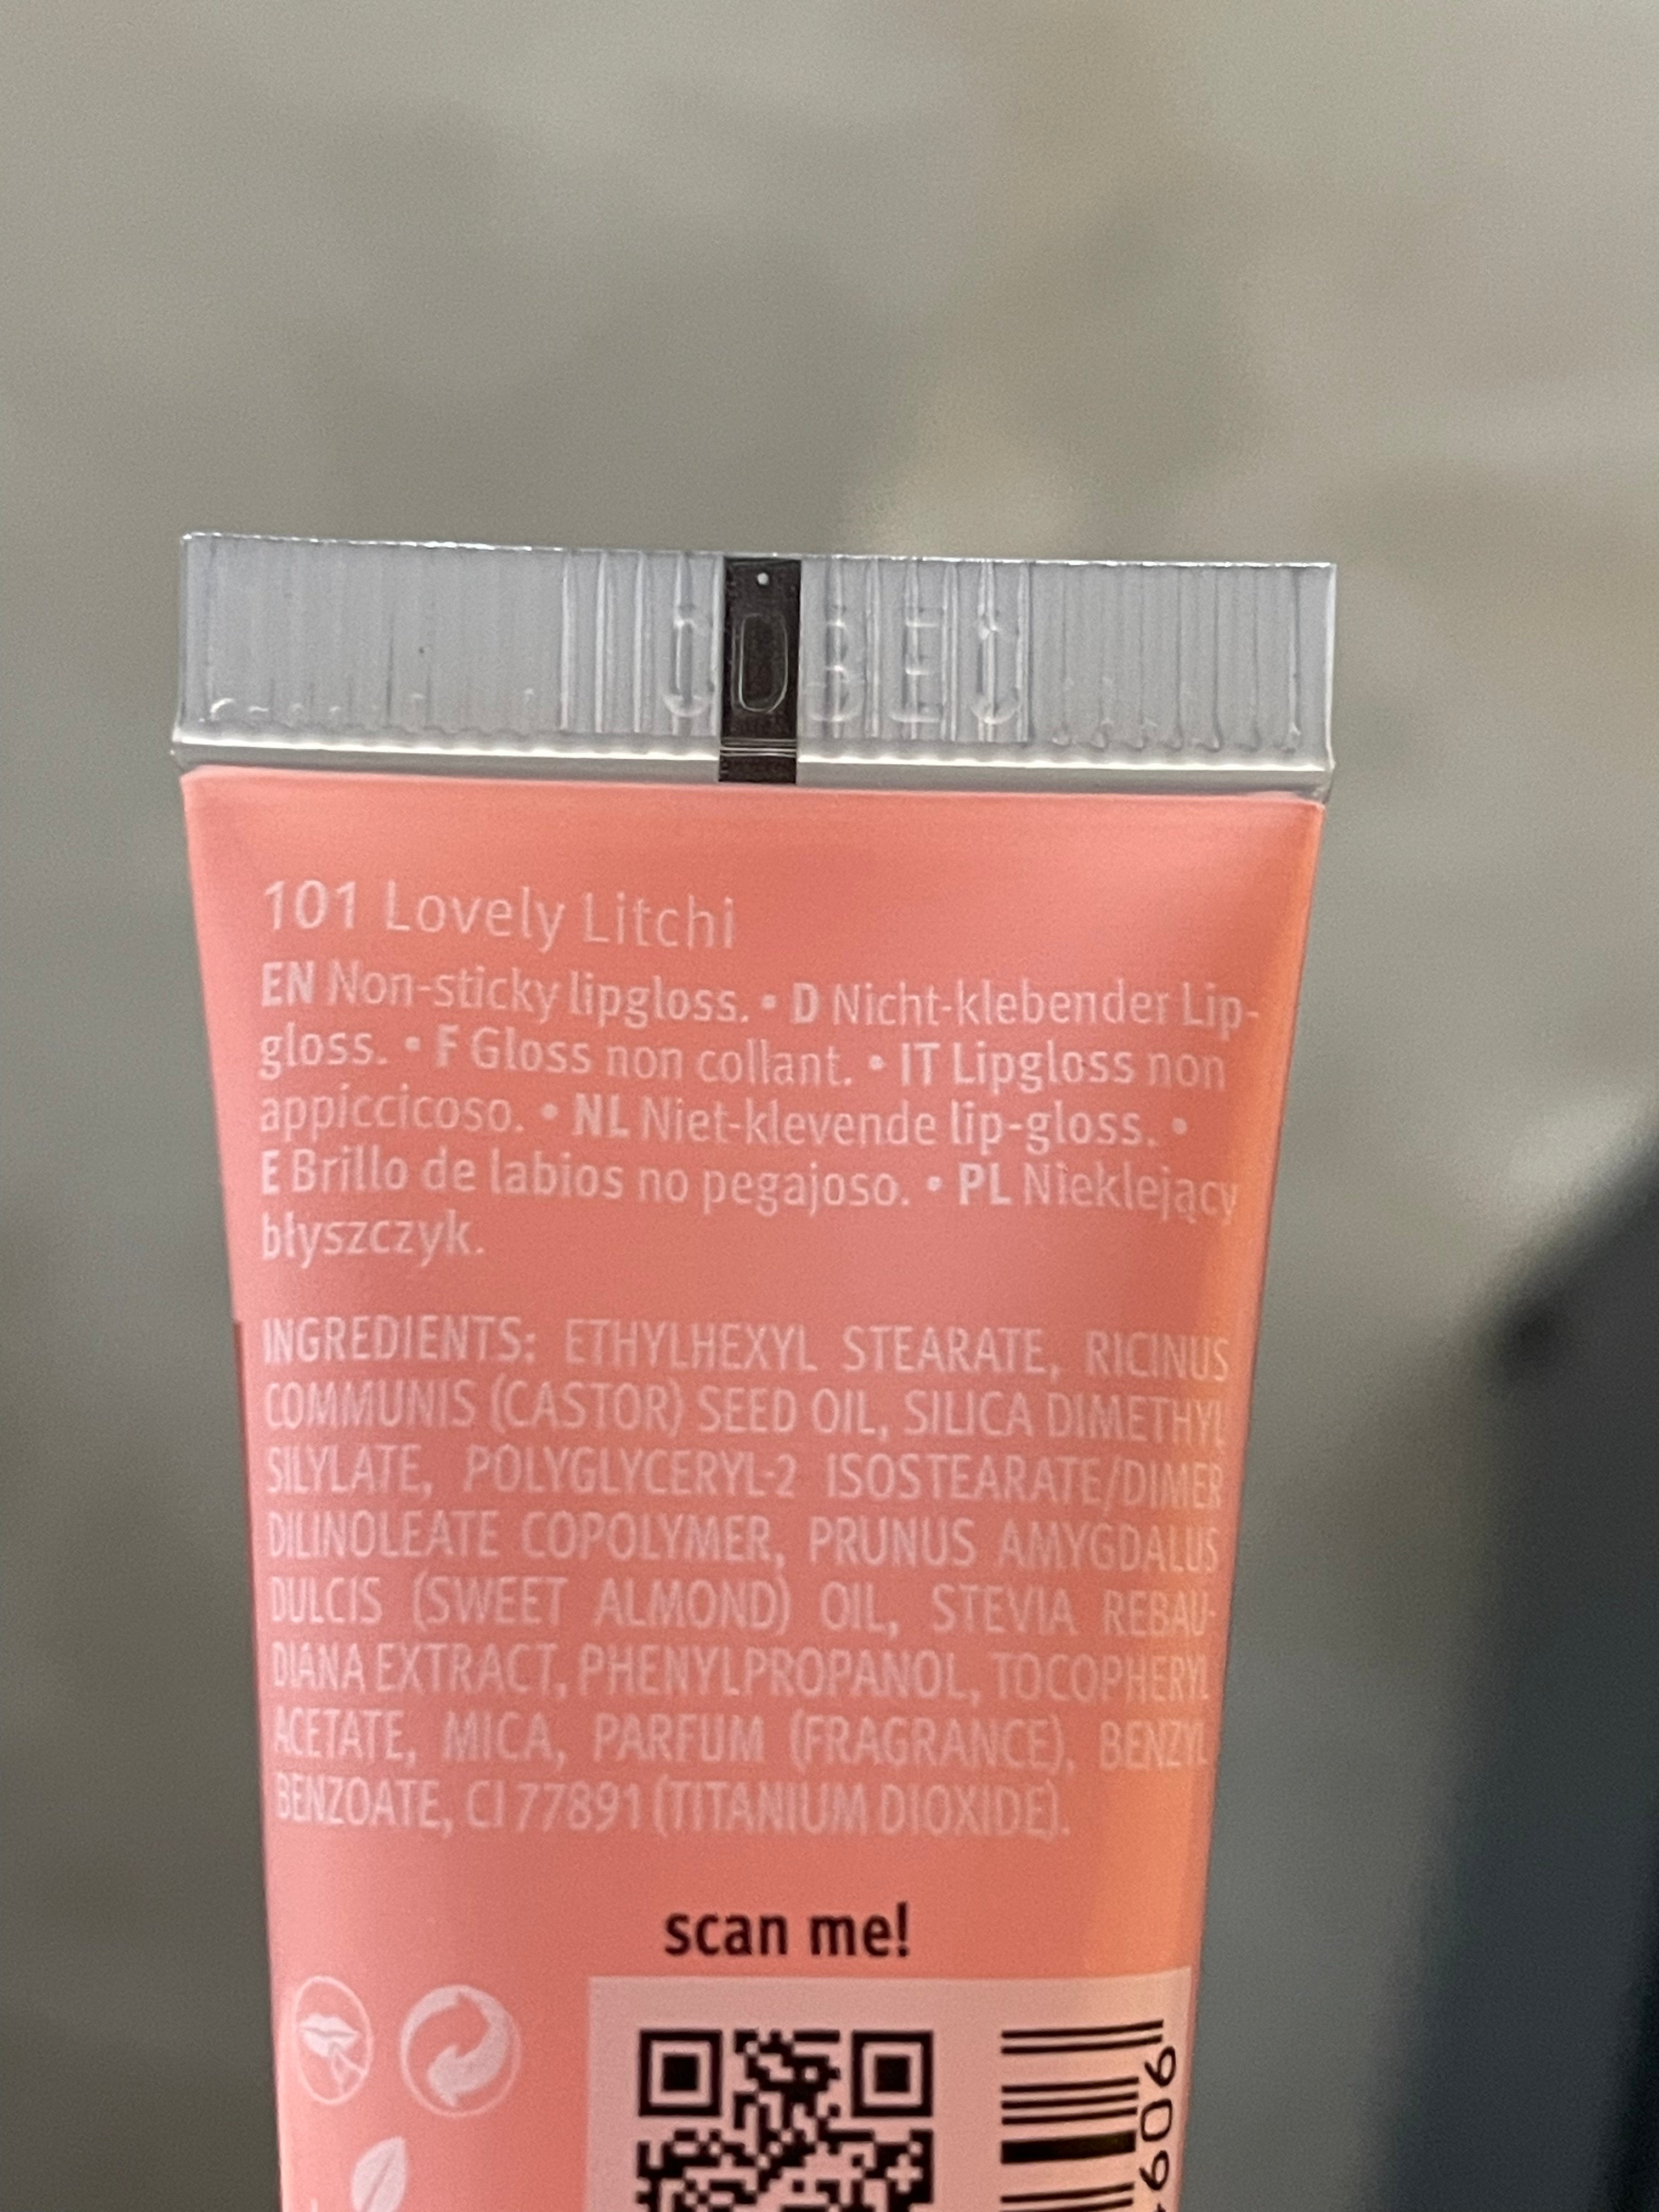 101 Lovely Litchi
EN Non-sticky lipgloss. • D Nicht-klebender Lip-
gloss. • F Gloss non collant. • IT Lipgloss non
appiccicoso. • NL Niet-klevende lip-gloss. •
E Brillo de labios no pegajoso. • PL Nieklejący
błyszczyk.
INGREDIENTS: ETHYLHEXYL STEARATE, RICINUS
COMMUNIS (CASTOR) SEED OIL, SILICA DIMETHYL
SILYLATE, POLYGLYCERYL-2 ISOSTEARATE/DIMER
DILINOLEATE COPOLYMER, PRUNUS AMYGDALUS
DULCIS (SWEET ALMOND) OIL, STEVIA REBAU-
DIANA EXTRACT, PHENYLPROPANOL, TOCOPHERYL
ACETATE, MICA, PARFUM (FRAGRANCE), BENZYL
BENZOATE, CI 77891 (TITANIUM DIOXIDE).
scan me!